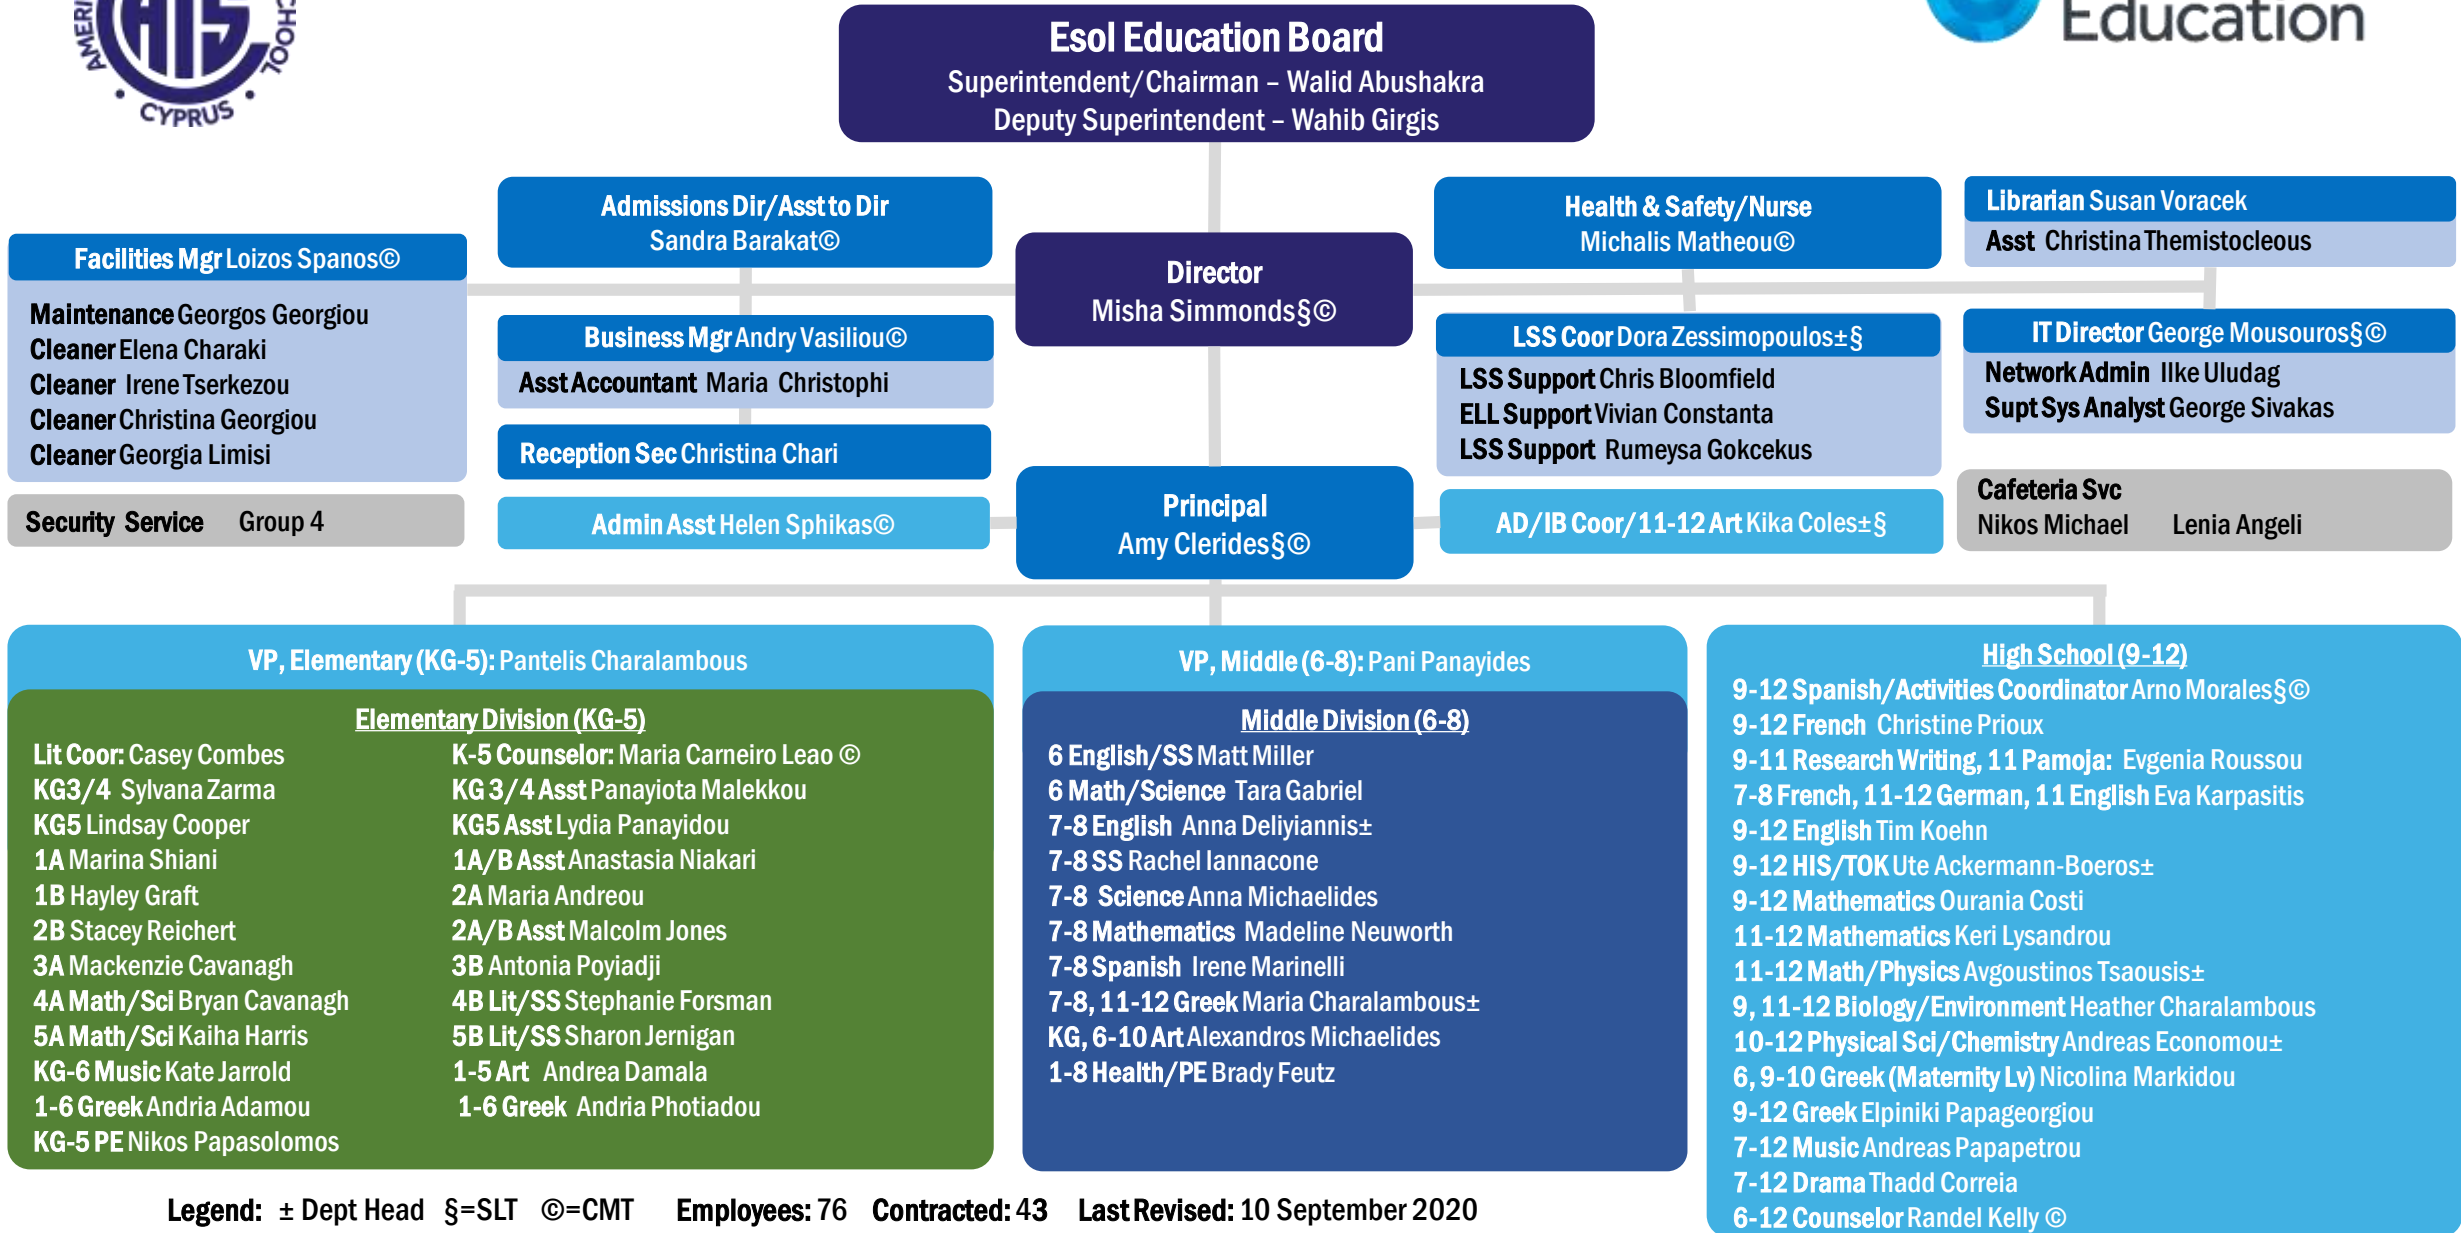 AMERI
AIS
CHOOL
CYPRUS
Education
Esol Education Board
Superintendent/Chairman – Walid Abushakra
Deputy Superintendent – Wahib Girgis
Admissions Dir/Asst to Dir
Sandra Barakat©
Health & Safety/Nurse
Michalis Matheou©
Librarian Susan Voracek
Asst Christina Themistocleous
Facilities Mgr Loizos Spanos©
Maintenance Georgos Georgiou
Cleaner Elena Charaki
Cleaner Irene Tserkezou
Cleaner Christina Georgiou
Cleaner Georgia Limisi
Director
Misha Simmonds§©
Business Mgr Andry Vasiliou©
Asst Accountant Maria Christophi
Reception Sec Christina Chari
LSS Coor Dora Zessimopoulos±§
LSS Support Chris Bloomfield
ELL Support Vivian Constanta
LSS Support Rumeysa Gokcekus
IT Director George Mousouros§©
Network Admin Ilke Uludag
Supt Sys Analyst George Sivakas
Security Service Group 4
Admin Asst Helen Sphikas©
Principal
Amy Clerides§©
AD/IB Coor/11-12 Art Kika Coles±§
Cafeteria Svc
Nikos Michael Lenia Angeli
VP, Elementary (KG-5): Pantelis Charalambous
Elementary Division (KG-5)
Lit Coor: Casey Combes
KG3/4 Sylvana Zarma
KG5 Lindsay Cooper
1A Marina Shiani
1B Hayley Graft
2B Stacey Reichert
3A Mackenzie Cavanagh
4A Math/Sci Bryan Cavanagh
5A Math/Sci Kaiha Harris
KG-6 Music Kate Jarrold
1-6 Greek Andria Adamou
KG-5 PE Nikos Papasolomos
K-5 Counselor: Maria Carneiro Leao ©
KG 3/4 Asst Panayiota Malekkou
KG5 Asst Lydia Panayidou
1A/B Asst Anastasia Niakari
2A Maria Andreou
2A/B Asst Malcolm Jones
3B Antonia Poyiadji
4B Lit/SS Stephanie Forsman
5B Lit/SS Sharon Jernigan
1-5 Art Andrea Damala
1-6 Greek Andria Photiadou
VP, Middle (6-8): Pani Panayides
Middle Division (6-8)
6 English/SS Matt Miller
6 Math/Science Tara Gabriel
7-8 English Anna Deliyiannis±
7-8 SS Rachel Iannacone
7-8 Science Anna Michaelides
7-8 Mathematics Madeline Neuworth
7-8 Spanish Irene Marinelli
7-8, 11-12 Greek Maria Charalambous±
KG, 6-10 Art Alexandros Michaelides
1-8 Health/PE Brady Feutz
High School (9-12)
9-12 Spanish/Activities Coordinator Arno Morales§©
9-12 French Christine Prioux
9-11 Research Writing, 11 Pamoja: Evgenia Roussou
7-8 French, 11-12 German, 11 English Eva Karpasitis
9-12 English Tim Koehn
9-12 HIS/TOK Ute Ackermann-Boeros±
9-12 Mathematics Ourania Costi
11-12 Mathematics Keri Lysandrou
11-12 Math/Physics Avgoustinos Tsaousis±
9, 11-12 Biology/Environment Heather Charalambous
10-12 Physical Sci/Chemistry Andreas Economou±
6, 9-10 Greek (Maternity Lv) Nicolina Markidou
9-12 Greek Elpiniki Papageorgiou
7-12 Music Andreas Papapetrou
7-12 Drama Thadd Correia
6-12 Counselor Randel Kelly ©
Legend: ± Dept Head §=SLT ©=CMT Employees: 76 Contracted: 43 Last Revised: 10 September 2020